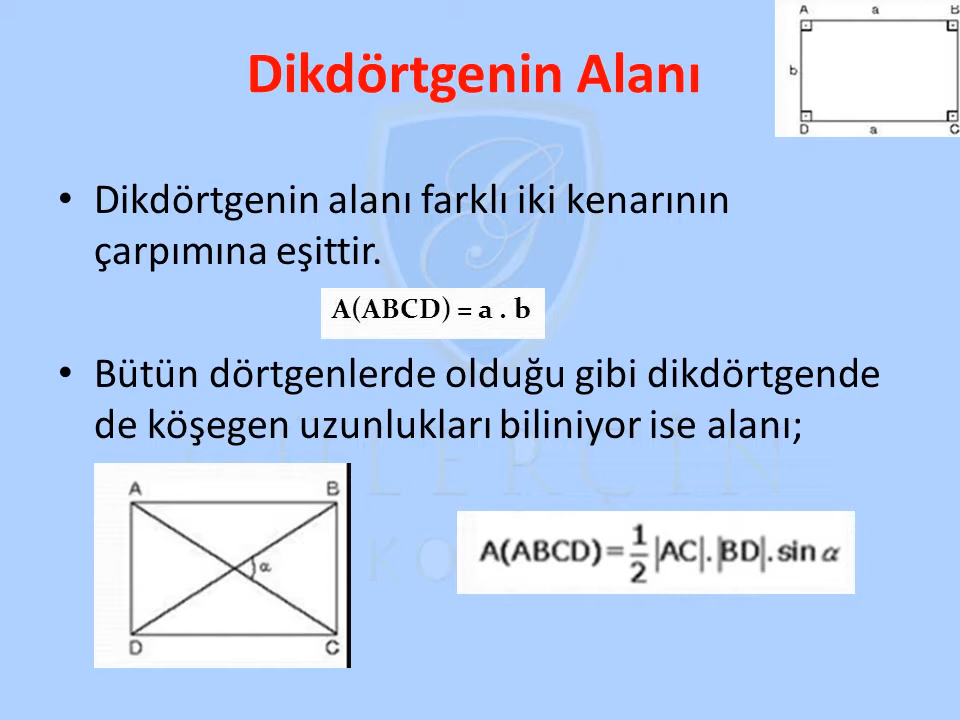 Dikdörtgenin Alanı
A a B
b
D a C
• Dikdörtgenin alanı farklı iki kenarının
çarpımına eşittir.
A(ABCD) = a . b
• Bütün dörtgenlerde olduğu gibi dikdörtgende
de köşegen uzunlukları biliniyor ise alanı;
A B
α
D C
A(ABCD)=1/2 |AC|.|BD|.sin α